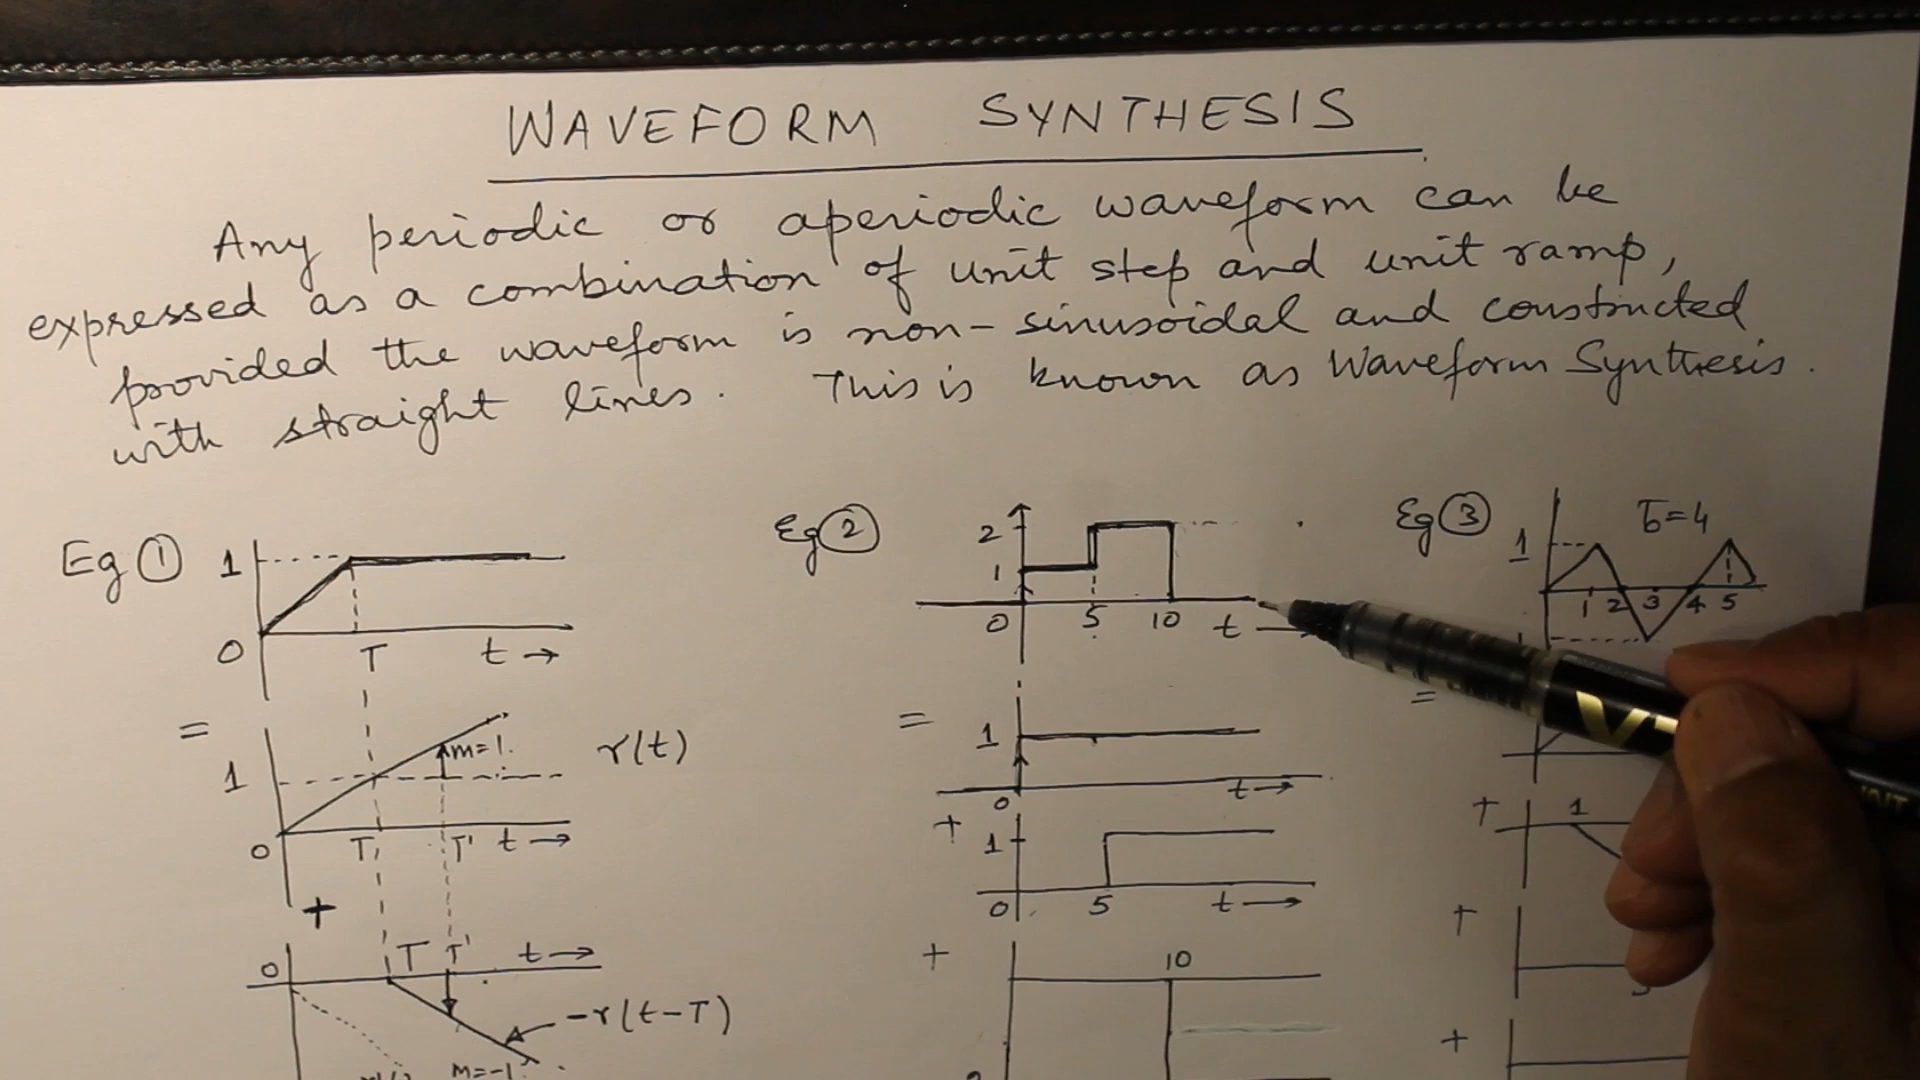 WAVEFORM SYNTHESIS
Any periodic or aperiodic waveform can be
expressed as a combination of unit step and unit ramp,
provided the waveform is non-sinusoidal and constructed
with straight lines. This is known as Waveform Synthesis.
Eg ①
1
0
T
t →
=
1
m=1
r(t)
0
T
T'
t →
+
0
T
T'
t →
-r(t-T)
m=-1
Eg ②
2
1
0
5
10
t →
=
1
0
t →
+
1
0
5
t →
+
10
Eg ③
T=4
1
1
2
3
4
5
=
+
1
+
3
+